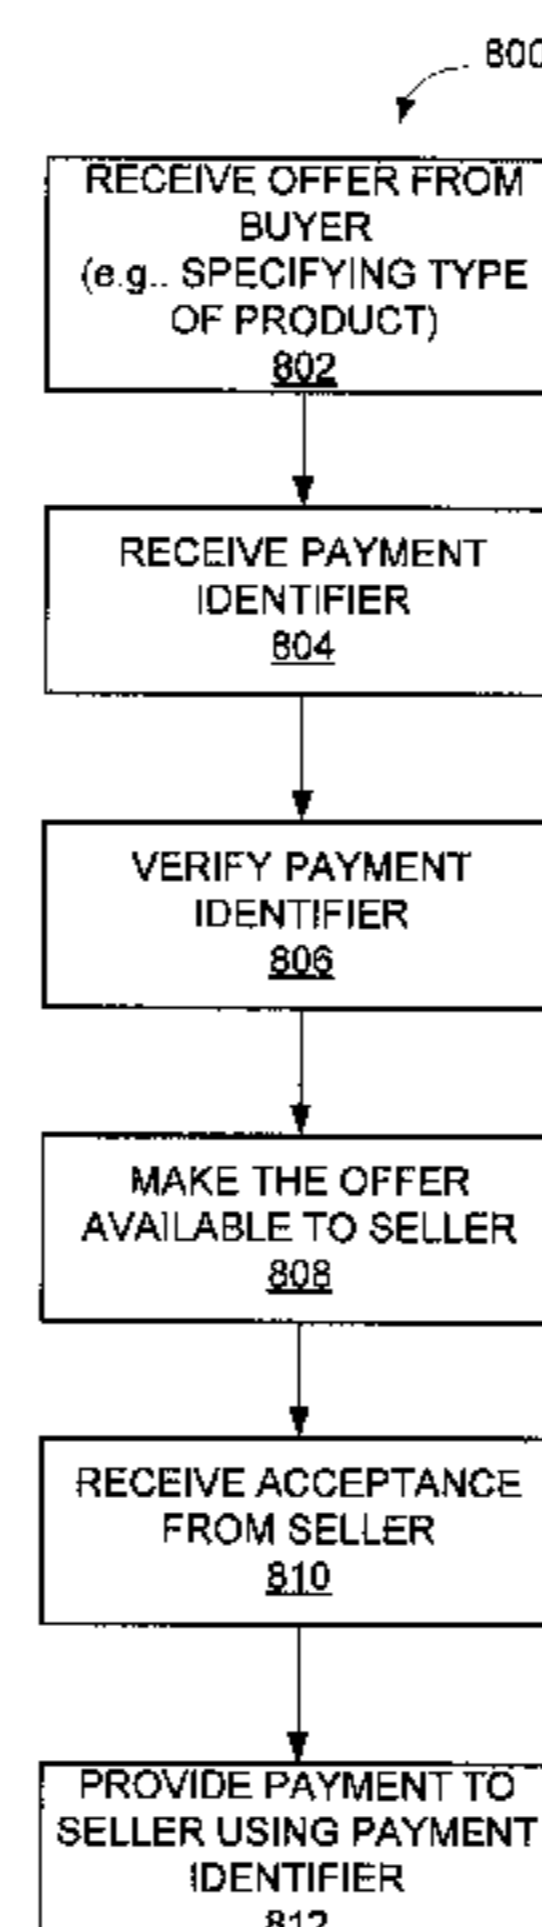 800
RECEIVE OFFER FROM
BUYER
(e.g.. SPECIFYING TYPE
OF PRODUCT)
802
RECEIVE PAYMENT
IDENTIFIER
804
VERIFY PAYMENT
IDENTIFIER
806
MAKE THE OFFER
AVAILABLE TO SELLER
808
RECEIVE ACCEPTANCE
FROM SELLER
810
PROVIDE PAYMENT TO
SELLER USING PAYMENT
IDENTIFIER
812